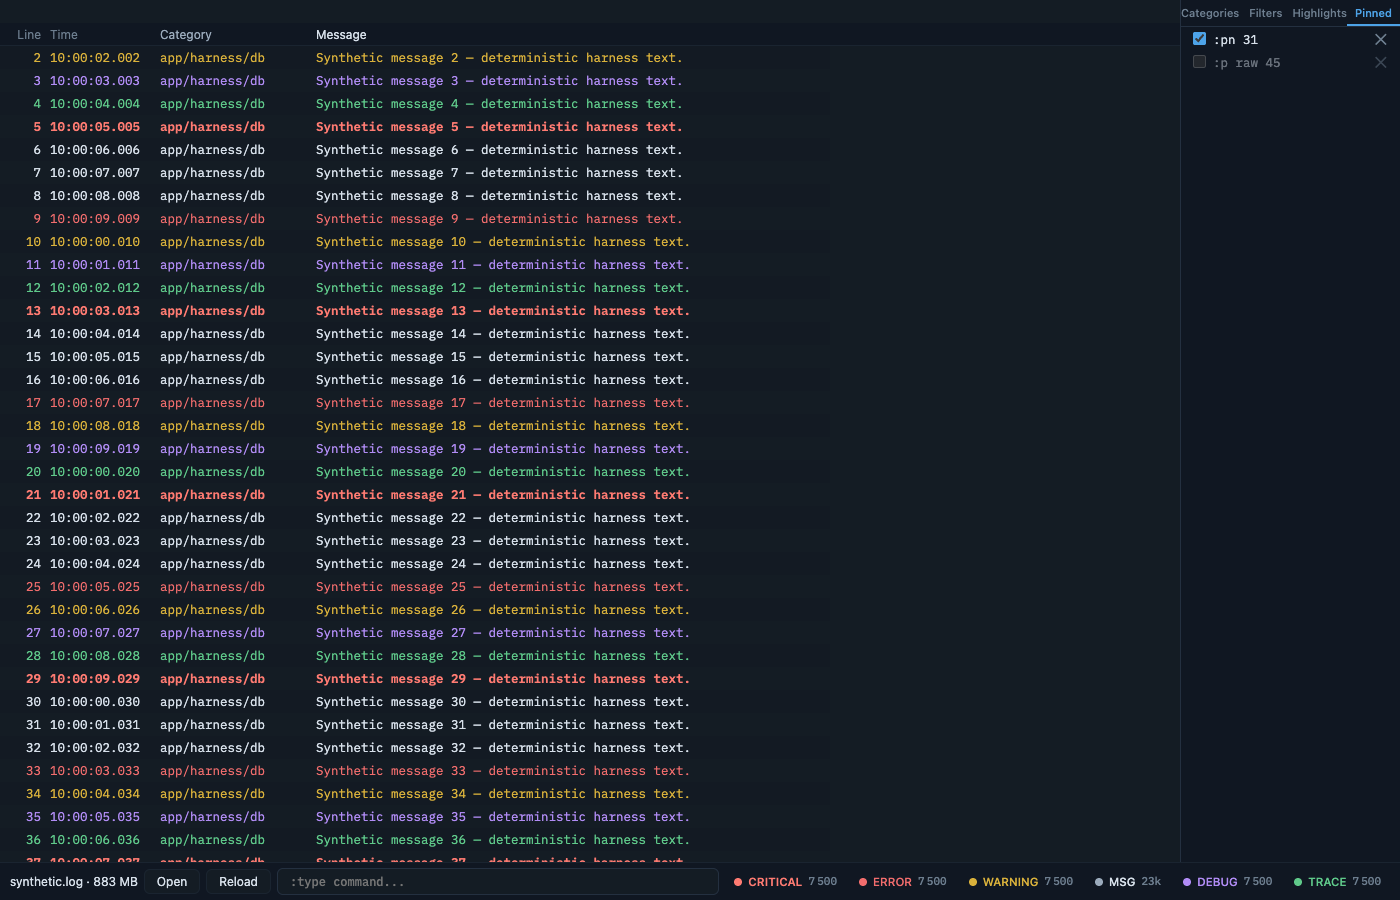 Categories Filters Highlights Pinned
Line Time Category Message
:pn 31
:p raw 45
2 10:00:02.002 app/harness/db Synthetic message 2 — deterministic harness text.
3 10:00:03.003 app/harness/db Synthetic message 3 — deterministic harness text.
4 10:00:04.004 app/harness/db Synthetic message 4 — deterministic harness text.
5 10:00:05.005 app/harness/db Synthetic message 5 — deterministic harness text.
6 10:00:06.006 app/harness/db Synthetic message 6 — deterministic harness text.
7 10:00:07.007 app/harness/db Synthetic message 7 — deterministic harness text.
8 10:00:08.008 app/harness/db Synthetic message 8 — deterministic harness text.
9 10:00:09.009 app/harness/db Synthetic message 9 — deterministic harness text.
10 10:00:00.010 app/harness/db Synthetic message 10 — deterministic harness text.
11 10:00:01.011 app/harness/db Synthetic message 11 — deterministic harness text.
12 10:00:02.012 app/harness/db Synthetic message 12 — deterministic harness text.
13 10:00:03.013 app/harness/db Synthetic message 13 — deterministic harness text.
14 10:00:04.014 app/harness/db Synthetic message 14 — deterministic harness text.
15 10:00:05.015 app/harness/db Synthetic message 15 — deterministic harness text.
16 10:00:06.016 app/harness/db Synthetic message 16 — deterministic harness text.
17 10:00:07.017 app/harness/db Synthetic message 17 — deterministic harness text.
18 10:00:08.018 app/harness/db Synthetic message 18 — deterministic harness text.
19 10:00:09.019 app/harness/db Synthetic message 19 — deterministic harness text.
20 10:00:00.020 app/harness/db Synthetic message 20 — deterministic harness text.
21 10:00:01.021 app/harness/db Synthetic message 21 — deterministic harness text.
22 10:00:02.022 app/harness/db Synthetic message 22 — deterministic harness text.
23 10:00:03.023 app/harness/db Synthetic message 23 — deterministic harness text.
24 10:00:04.024 app/harness/db Synthetic message 24 — deterministic harness text.
25 10:00:05.025 app/harness/db Synthetic message 25 — deterministic harness text.
26 10:00:06.026 app/harness/db Synthetic message 26 — deterministic harness text.
27 10:00:07.027 app/harness/db Synthetic message 27 — deterministic harness text.
28 10:00:08.028 app/harness/db Synthetic message 28 — deterministic harness text.
29 10:00:09.029 app/harness/db Synthetic message 29 — deterministic harness text.
30 10:00:00.030 app/harness/db Synthetic message 30 — deterministic harness text.
31 10:00:01.031 app/harness/db Synthetic message 31 — deterministic harness text.
32 10:00:02.032 app/harness/db Synthetic message 32 — deterministic harness text.
33 10:00:03.033 app/harness/db Synthetic message 33 — deterministic harness text.
34 10:00:04.034 app/harness/db Synthetic message 34 — deterministic harness text.
35 10:00:05.035 app/harness/db Synthetic message 35 — deterministic harness text.
36 10:00:06.036 app/harness/db Synthetic message 36 — deterministic harness text.
synthetic.log · 883 MB Open Reload :type command... CRITICAL 7 500 ERROR 7 500 WARNING 7 500 MSG 23k DEBUG 7 500 TRACE 7 500